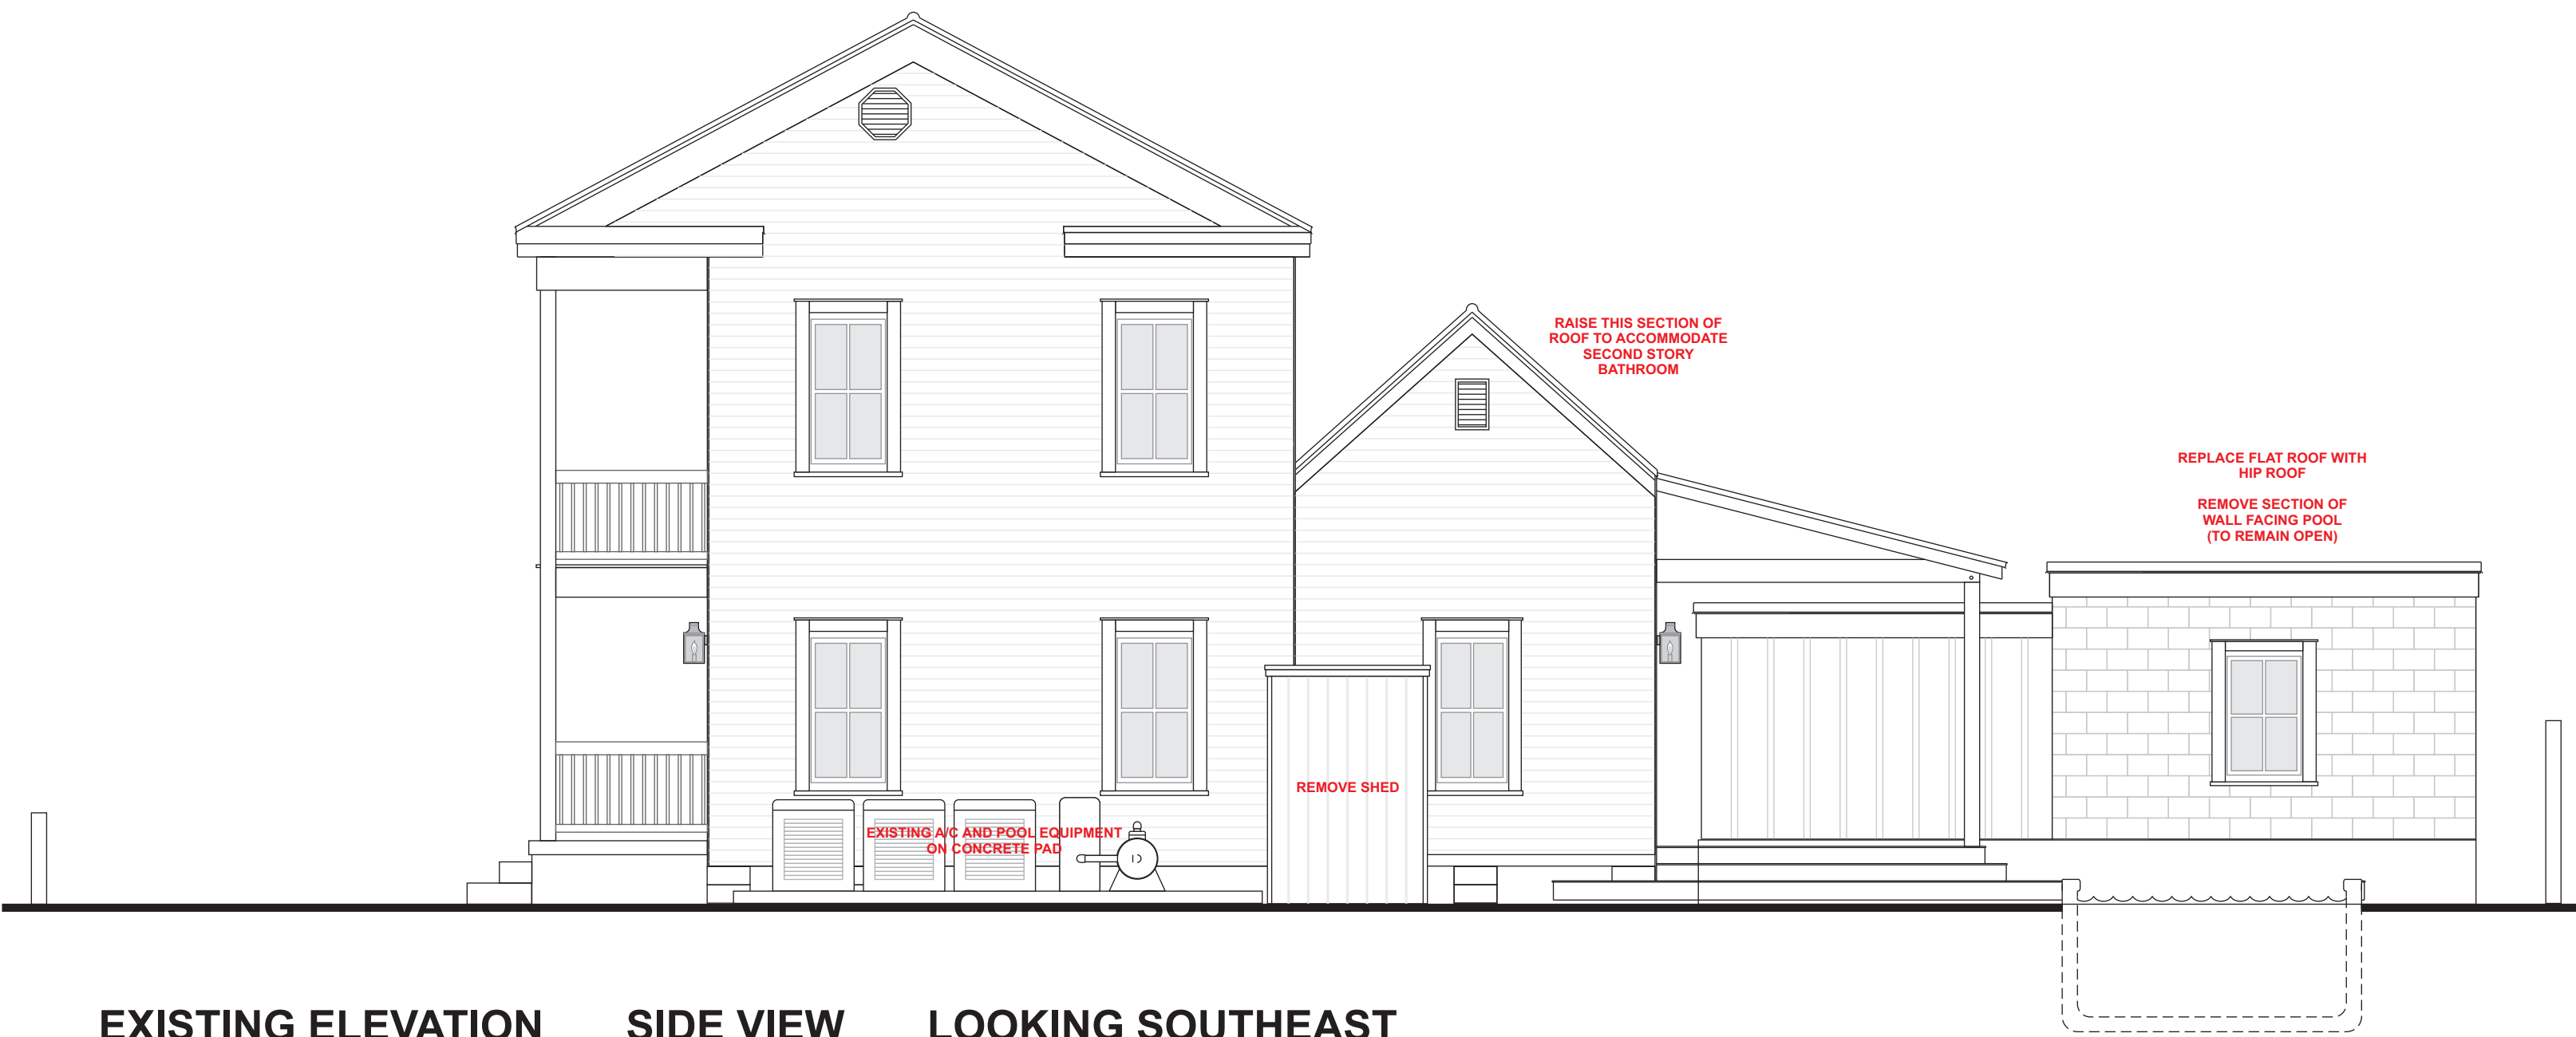 RAISE THIS SECTION OF
ROOF TO ACCOMMODATE
SECOND STORY
BATHROOM
REPLACE FLAT ROOF WITH
HIP ROOF
REMOVE SECTION OF
WALL FACING POOL
(TO REMAIN OPEN)
REMOVE SHED
EXISTING A/C AND POOL EQUIPMENT
ON CONCRETE PAD
EXISTING ELEVATION SIDE VIEW LOOKING SOUTHEAST